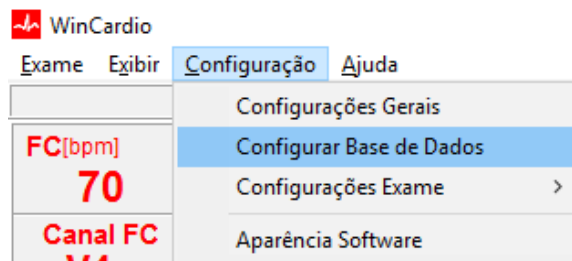 WinCardio
Exame Exibir Configuração Ajuda
Configurações Gerais
FC[bpm] Configurar Base de Dados
70 Configurações Exame >
Canal FC Aparência Software